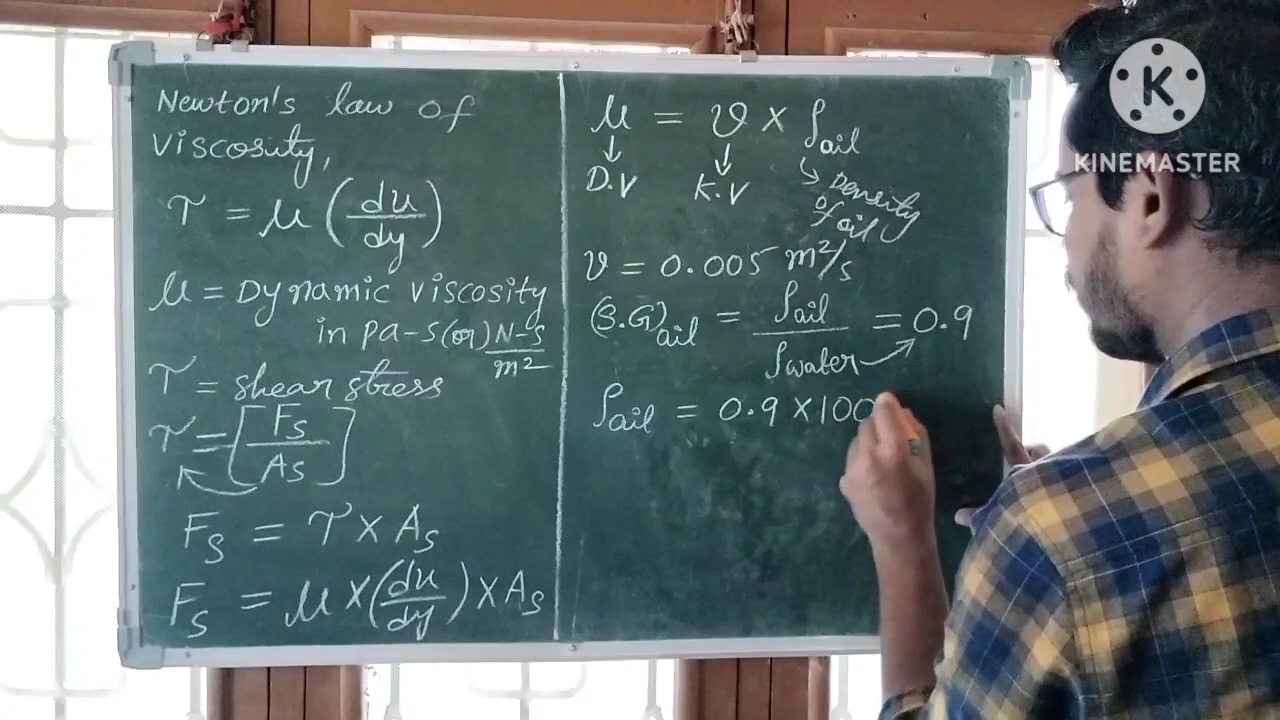 Newton's law of
viscosity,
τ = μ (du/dy)
μ = Dynamic viscosity
in pa-s (or) N-S/m²
τ = shear stress
τ = [Fs/As]
Fs = τ × As
Fs = μ × (du/dy) × As
μ = ϑ × ρoil
D.V K.V
Density
of
oil
ϑ = 0.005 m²/s
(S.G)oil = ρoil/ρwater = 0.9
ρoil = 0.9 × 100
K
KINEMASTER